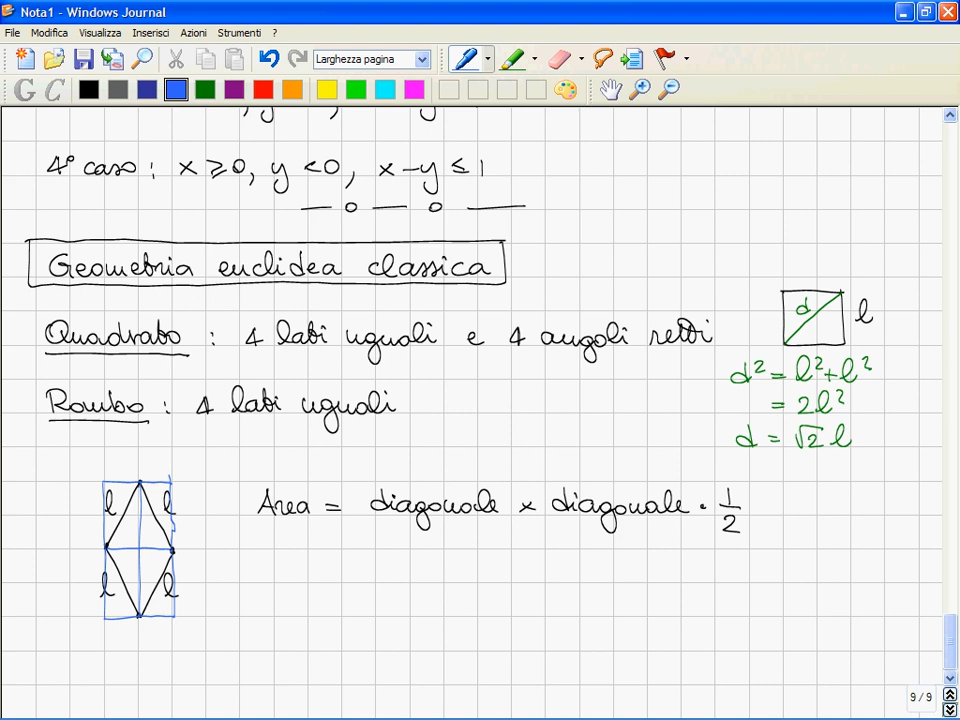 Nota1 - Windows Journal
File Modifica Visualizza Inserisci Azioni Strumenti ?
Larghezza pagina
G C
4° caso : x ≥ 0, y < 0, x - y ≤ 1
Geometria euclidea classica
Quadrato : 4 lati uguali e 4 angoli retti
d l
d² = l² + l²
= 2l²
d = √2 l
Rombo : 4 lati uguali
l l
l l
Area = diagonale × diagonale · 1/2
9 / 9